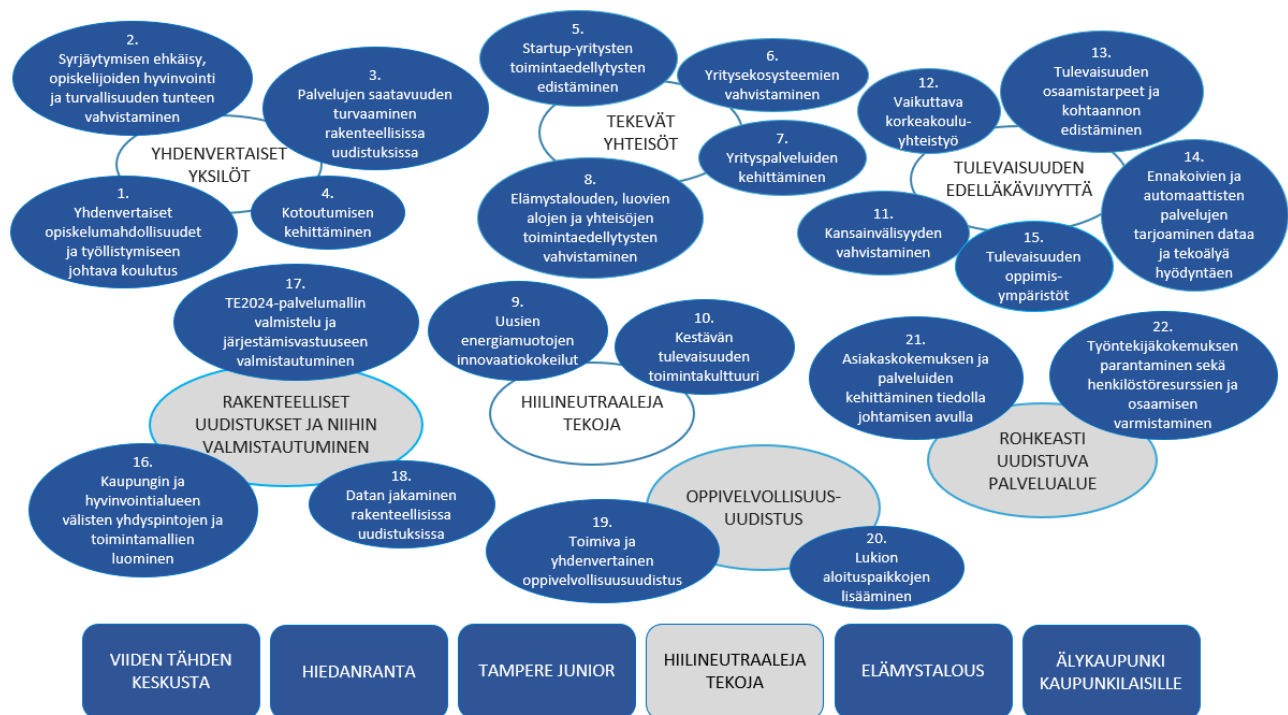 2.
Syrjäytymisen ehkäisy,
opiskelijoiden hyvinvointi
ja turvallisuuden tunteen
vahvistaminen
3.
Palvelujen saatavuuden
turvaaminen
rakenteellisissa
uudistuksissa
YHDENVERTAISET
YKSILÖT
1.
Yhdenvertaiset
opiskelumahdollisuudet
ja työllistymiseen
johtava koulutus
4.
Kotoutumisen
kehittäminen
5.
Startup-yritysten
toimintaedellytysten
edistäminen
6.
Yritysekosysteemien
vahvistaminen
TEKEVÄT
YHTEISÖT
7.
Yrityspalveluiden
kehittäminen
8.
Elämystalouden, luovien
alojen ja yhteisöjen
toimintaedellytysten
vahvistaminen
12.
Vaikuttava
korkeakoulu-
yhteistyö
13.
Tulevaisuuden
osaamistarpeet ja
kohtaannon
edistäminen
TULEVAISUUDEN
EDELLÄKÄVIJYYTTÄ
14.
Ennakoivien ja
automaattisten
palvelujen
tarjoaminen dataa
ja tekoälyä
hyödyntäen
11.
Kansainvälisyyden
vahvistaminen
15.
Tulevaisuuden
oppimis-
ympäristöt
17.
TE2024-palvelumallin
valmistelu ja
järjestämisvastuuseen
valmistautuminen
RAKENTEELLISET
UUDISTUKSET JA NIIHIN
VALMISTAUTUMINEN
16.
Kaupungin ja
hyvinvointialueen
välisten yhdyspintojen ja
toimintamallien
luominen
18.
Datan jakaminen
rakenteellisissa
uudistuksissa
9.
Uusien
energiamuotojen
innovaatiokokeilut
10.
Kestävän
tulevaisuuden
toimintakulttuuri
HIILINEUTRAALEJA
TEKOJA
21.
Asiakaskokemuksen ja
palveluiden
kehittäminen tiedolla
johtamisen avulla
22.
Työntekijäkokemuksen
parantaminen sekä
henkilöstöresurssien ja
osaamisen
varmistaminen
ROHKEASTI
UUDISTUVA
PALVELUALUE
OPPIVELVOLLISUUS-
UUDISTUS
19.
Toimiva ja
yhdenvertainen
oppivelvollisuusuudistus
20.
Lukion
aloituspaikkojen
lisääminen
VIIDEN TÄHDEN
KESKUSTA
HIEDANRANTA
TAMPERE JUNIOR
HIILINEUTRAALEJA
TEKOJA
ELÄMYSTALOUS
ÄLYKAUPUNKI
KAUPUNKILAISILLE